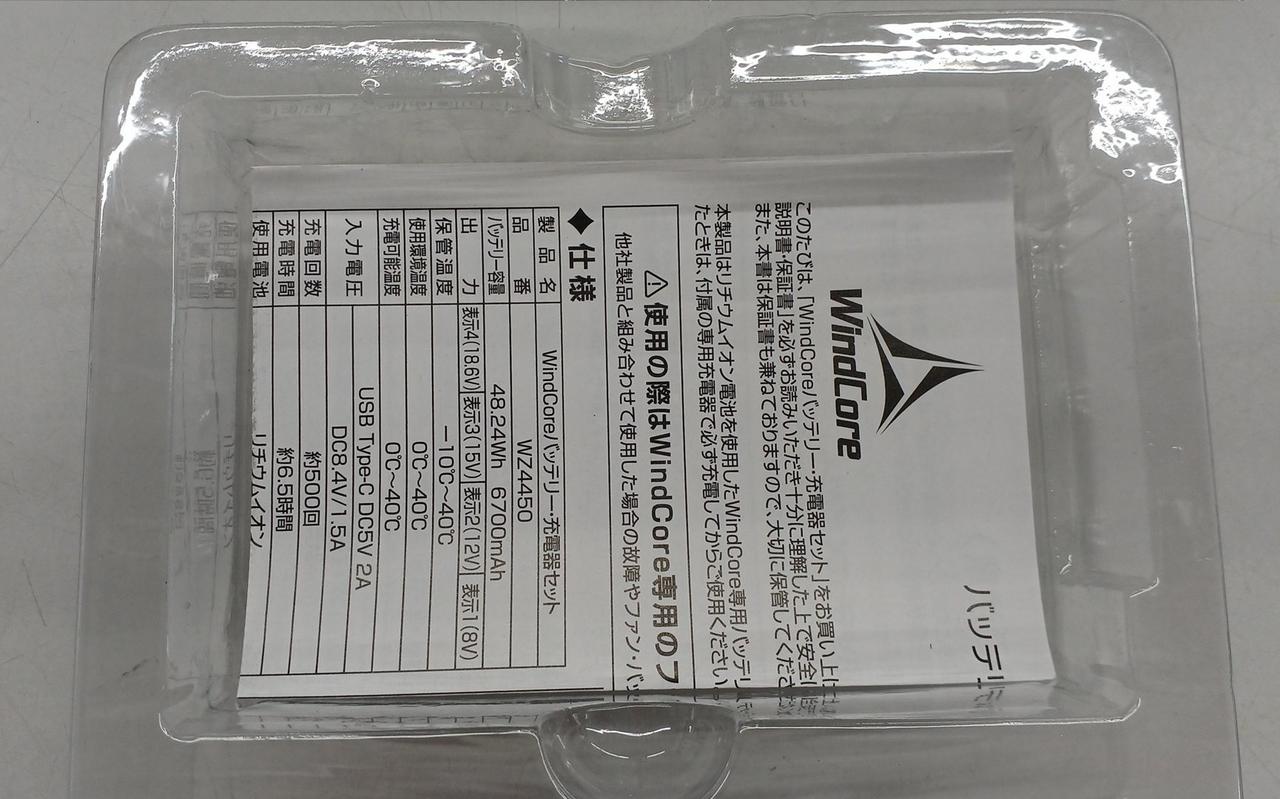 バッテ
WindCore
このたびは、「WindCoreバッテリー・充電器セット」をお買い上げ
説明書・保証書」を必ずお読みいただき十分に理解した上で安全に
また、本書は保証書も兼ねておりますので、大切に保管してくださ
本製品はリチウムイオン電池を使用したWindCore専用バッテリ
たときは、付属の専用充電器で必ず充電してからご使用ください。
⚠使用の際はWindCore専用のフ
他社製品と組み合わせて使用した場合の故障やファン・バッ
◆仕様
製品名 WindCoreバッテリー・充電器セット
品番 WZ4450
バッテリー容量 48.24Wh 6700mAh
出力 表示4(18.6V) 表示3(15V) 表示2(12V) 表示1(8V)
保管温度 －10℃～40℃
使用環境温度 0℃～40℃
充電可能温度 0℃～40℃
入力電圧 USB Type-C DC5V 2A
DC8.4V/1.5A
充電回数 約500回
充電時間 約6.5時間
使用電池 リチウムイオン